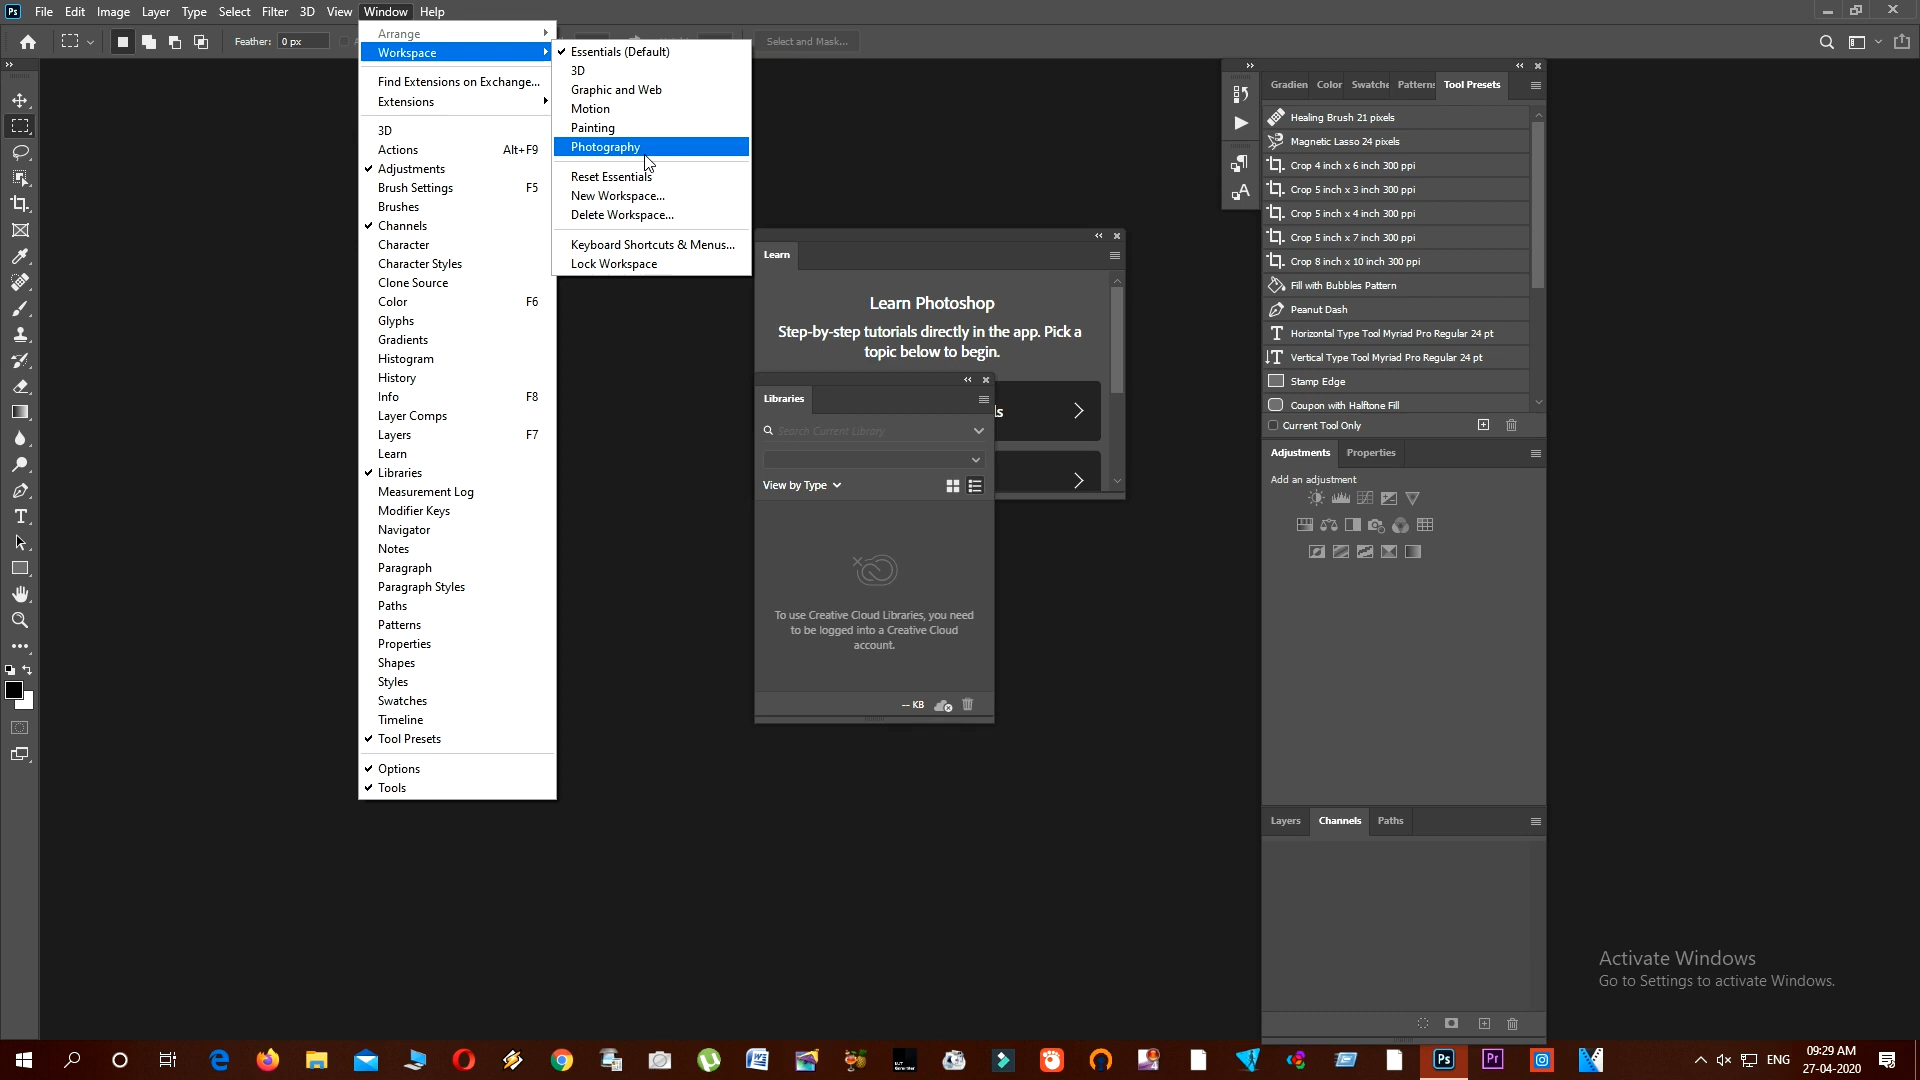 Ps File Edit Image Layer Type Select Filter 3D View Window Help
Feather: 0 px
Select and Mask...
Arrange
Workspace
Find Extensions on Exchange...
Extensions
3D
Actions Alt+F9
Adjustments
Brush Settings F5
Brushes
Channels
Character
Character Styles
Clone Source
Color F6
Glyphs
Gradients
Histogram
History
Info F8
Layer Comps
Layers F7
Learn
Libraries
Measurement Log
Modifier Keys
Navigator
Notes
Paragraph
Paragraph Styles
Paths
Patterns
Properties
Shapes
Styles
Swatches
Timeline
Tool Presets
Options
Tools
Essentials (Default)
3D
Graphic and Web
Motion
Painting
Photography
Reset Essentials
New Workspace...
Delete Workspace...
Keyboard Shortcuts & Menus...
Lock Workspace
Learn
Learn Photoshop
Step-by-step tutorials directly in the app. Pick a
topic below to begin.
ls
Libraries
Search Current Library
View by Type
To use Creative Cloud Libraries, you need
to be logged into a Creative Cloud
account.
-- KB
Gradien Color Swatche Pattern Tool Presets
Healing Brush 21 pixels
Magnetic Lasso 24 pixels
Crop 4 inch x 6 inch 300 ppi
Crop 5 inch x 3 inch 300 ppi
Crop 5 inch x 4 inch 300 ppi
Crop 5 inch x 7 inch 300 ppi
Crop 8 inch x 10 inch 300 ppi
Fill with Bubbles Pattern
Peanut Dash
Horizontal Type Tool Myriad Pro Regular 24 pt
Vertical Type Tool Myriad Pro Regular 24 pt
Stamp Edge
Coupon with Halftone Fill
Current Tool Only
Adjustments Properties
Add an adjustment
Layers Channels Paths
Activate Windows
Go to Settings to activate Windows.
Ps Pr
ENG
09:29 AM
27-04-2020